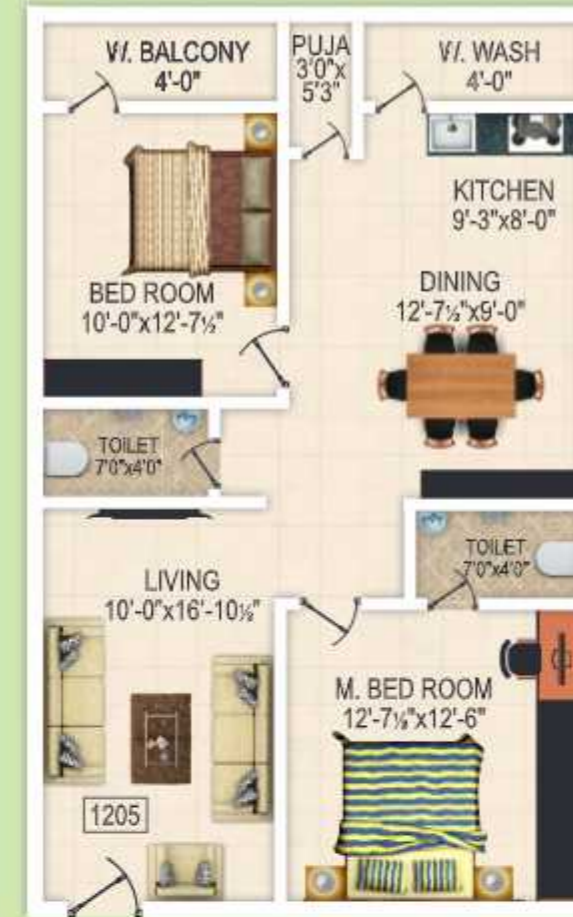 W. BALCONY
4'-0"
PUJA
3'0"x
5'3"
W. WASH
4'-0"
KITCHEN
9'-3"x8'-0"
DINING
12'-7½"x9'-0"
BED ROOM
10'-0"x12'-7½"
TOILET
7'0"x4'0"
TOILET
7'0"x4'0"
LIVING
10'-0"x16'-10½"
M. BED ROOM
12'-7½"x12'-6"
1205